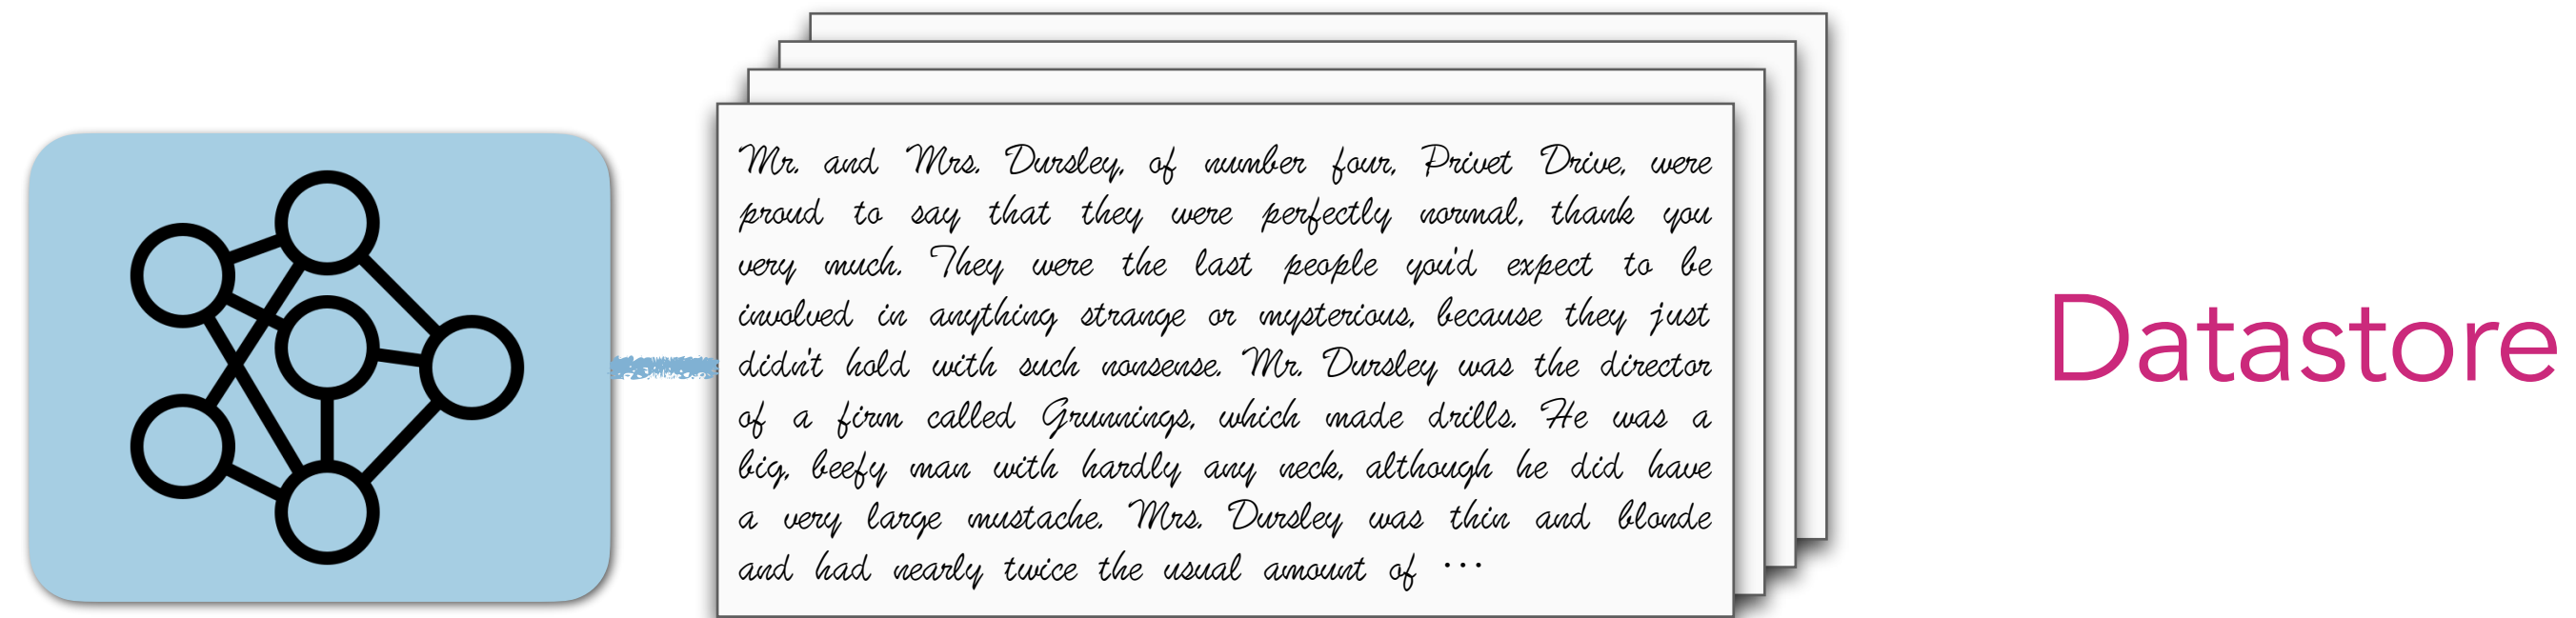 Mr. and Mrs. Dursley, of number four, Privet Drive, were
proud to say that they were perfectly normal, thank you
very much. They were the last people you'd expect to be
involved in anything strange or mysterious, because they just
didn't hold with such nonsense. Mr. Dursley was the director
of a firm called Grunnings, which made drills. He was a
big, beefy man with hardly any neck, although he did have
a very large mustache. Mrs. Dursley was thin and blonde
and had nearly twice the usual amount of ...
Datastore